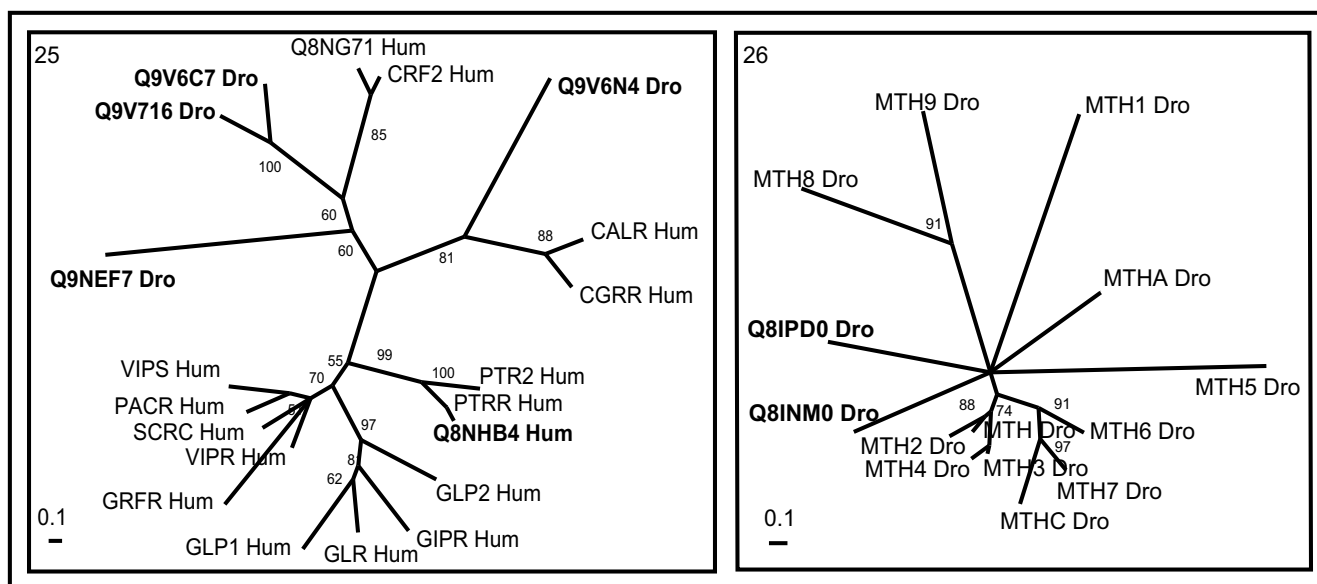 25
Q8NG71 Hum
CRF2 Hum
Q9V6C7 Dro
Q9V716 Dro
Q9V6N4 Dro
85
100
60
60
88
CALR Hum
81
CGRR Hum
Q9NEF7 Dro
55
99
100
VIPS Hum
70
PTR2 Hum
PACR Hum
PTRR Hum
SCRC Hum
Q8NHB4 Hum
VIPR Hum
97
GRFR Hum
62
GLP2 Hum
0.1
GLP1 Hum
GLR Hum
GIPR Hum
26
MTH9 Dro
MTH1 Dro
MTH8 Dro
91
MTHA Dro
Q8IPD0 Dro
MTH5 Dro
Q8INM0 Dro
88
74
91
MTH2 Dro
MTH Dro
MTH6 Dro
97
MTH4 Dro
MTH3 Dro
MTH7 Dro
MTHC Dro
0.1